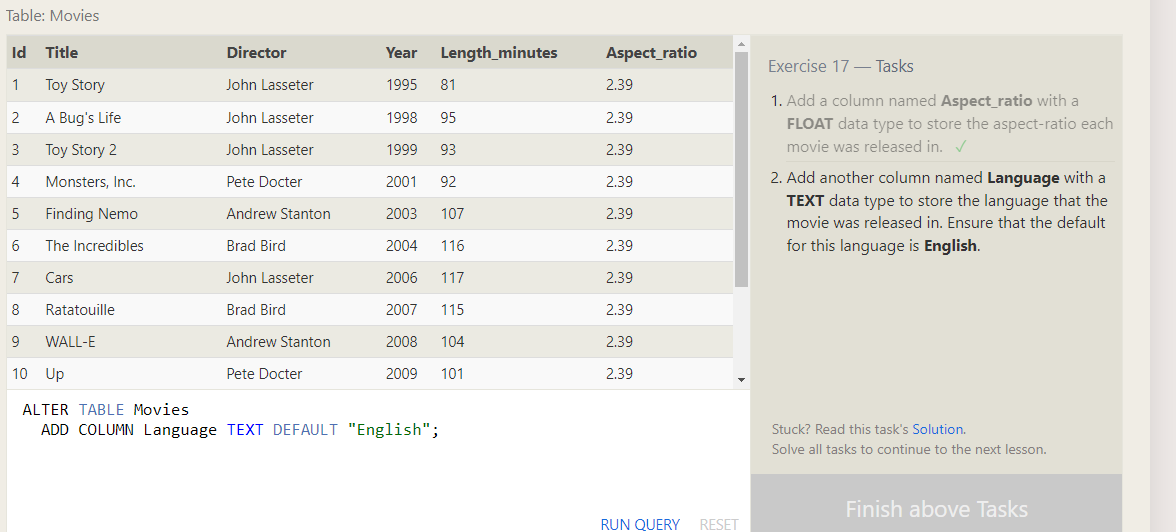 Table: Movies
Id Title Director Year Length_minutes Aspect_ratio
1 Toy Story John Lasseter 1995 81 2.39
2 A Bug's Life John Lasseter 1998 95 2.39
3 Toy Story 2 John Lasseter 1999 93 2.39
4 Monsters, Inc. Pete Docter 2001 92 2.39
5 Finding Nemo Andrew Stanton 2003 107 2.39
6 The Incredibles Brad Bird 2004 116 2.39
7 Cars John Lasseter 2006 117 2.39
8 Ratatouille Brad Bird 2007 115 2.39
9 WALL-E Andrew Stanton 2008 104 2.39
10 Up Pete Docter 2009 101 2.39
ALTER TABLE Movies
ADD COLUMN Language TEXT DEFAULT "English";
RUN QUERY RESET
Exercise 17 — Tasks
1. Add a column named Aspect_ratio with a
FLOAT data type to store the aspect-ratio each
movie was released in. ✓
2. Add another column named Language with a
TEXT data type to store the language that the
movie was released in. Ensure that the default
for this language is English.
Stuck? Read this task's Solution.
Solve all tasks to continue to the next lesson.
Finish above Tasks